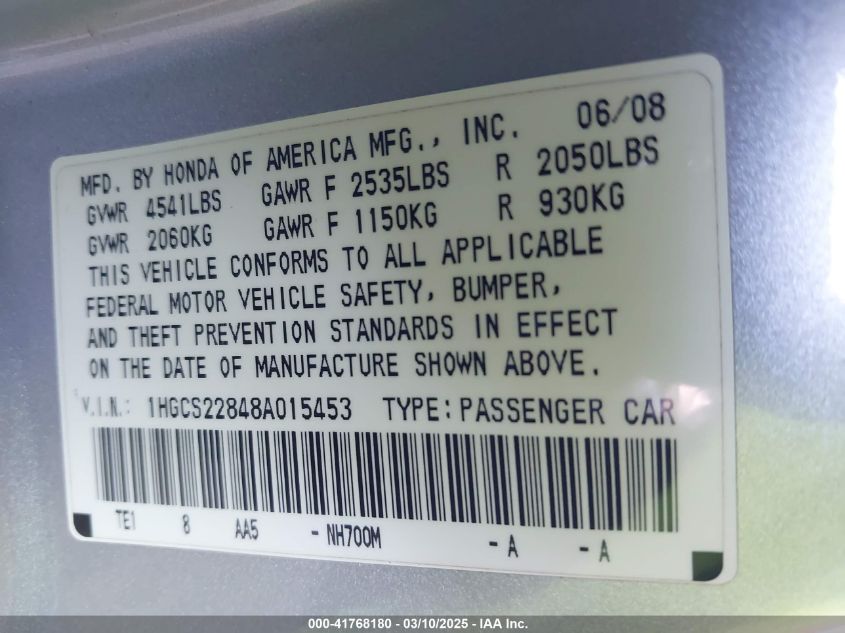 MFD. BY HONDA OF AMERICA MFG., INC. 06/08
GVWR 4541LBS GAWR F 2535LBS R 2050LBS
GVWR 2060KG GAWR F 1150KG R 930KG
THIS VEHICLE CONFORMS TO ALL APPLICABLE
FEDERAL MOTOR VEHICLE SAFETY, BUMPER,
AND THEFT PREVENTION STANDARDS IN EFFECT
ON THE DATE OF MANUFACTURE SHOWN ABOVE.
V.I.N.: 1HGCS22848A015453 TYPE:PASSENGER CAR
TE1 8 AA5 - NH700M - A - A
000-41768180 - 03/10/2025 - IAA Inc.